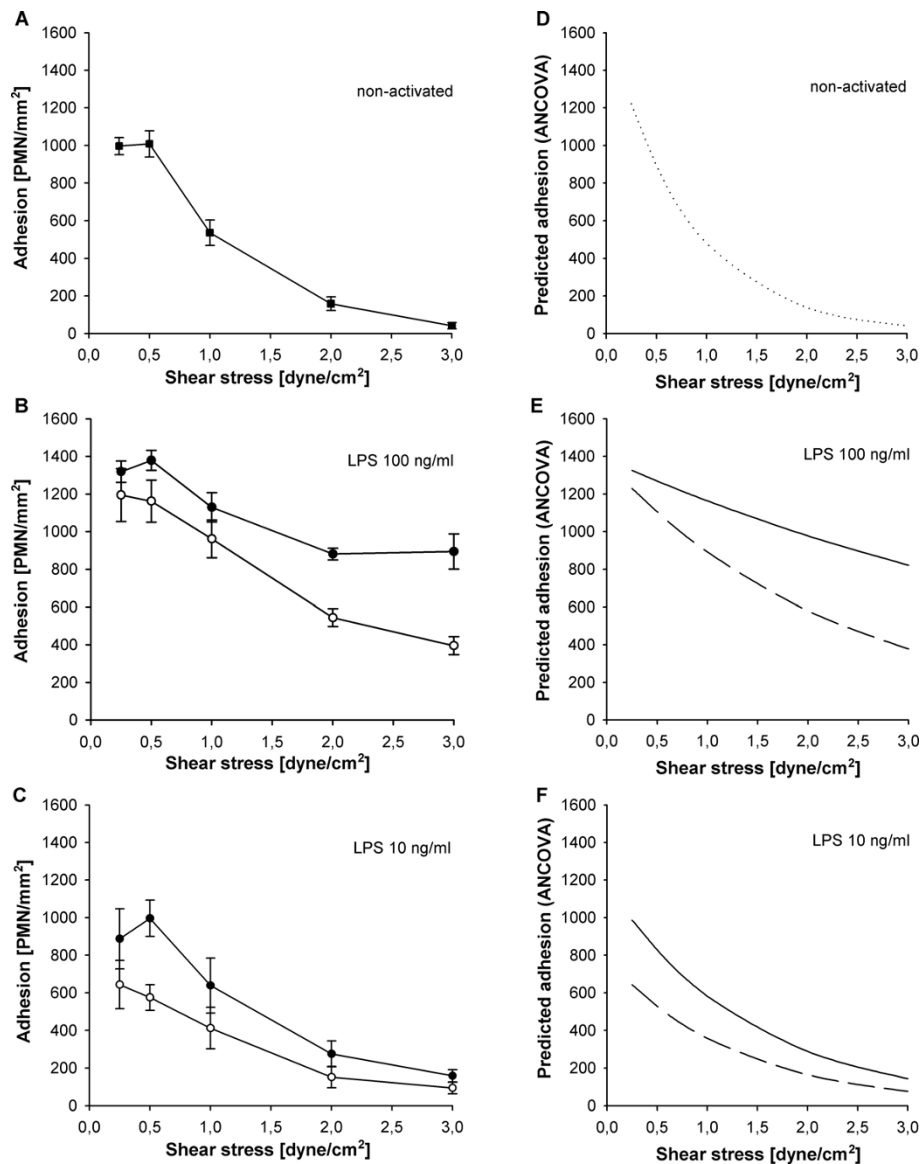 A
1600
1400
1200
1000
800
600
400
200
0
Adhesion [PMN/mm²]
non-activated
0,0 0,5 1,0 1,5 2,0 2,5 3,0
Shear stress [dyne/cm²]
D
1600
1400
1200
1000
800
600
400
200
0
Predicted adhesion (ANCOVA)
non-activated
0,0 0,5 1,0 1,5 2,0 2,5 3,0
Shear stress [dyne/cm²]
B
1600
1400
1200
1000
800
600
400
200
0
Adhesion [PMN/mm²]
LPS 100 ng/ml
0,0 0,5 1,0 1,5 2,0 2,5 3,0
Shear stress [dyne/cm²]
E
1600
1400
1200
1000
800
600
400
200
0
Predicted adhesion (ANCOVA)
LPS 100 ng/ml
0,0 0,5 1,0 1,5 2,0 2,5 3,0
Shear stress [dyne/cm²]
C
1600
1400
1200
1000
800
600
400
200
0
Adhesion [PMN/mm²]
LPS 10 ng/ml
0,0 0,5 1,0 1,5 2,0 2,5 3,0
Shear stress [dyne/cm²]
F
1600
1400
1200
1000
800
600
400
200
0
Predicted adhesion (ANCOVA)
LPS 10 ng/ml
0,0 0,5 1,0 1,5 2,0 2,5 3,0
Shear stress [dyne/cm²]